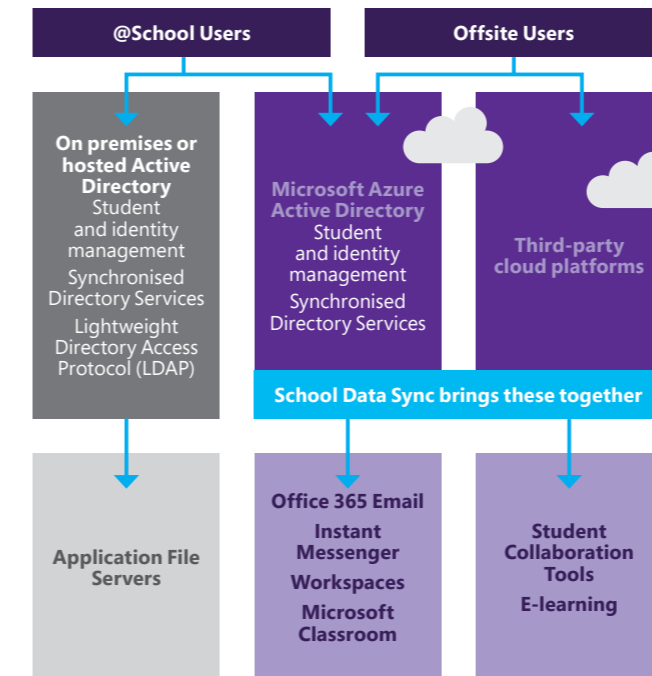 @School Users
Offsite Users
On premises or
hosted Active
Directory
Student
and identity
management
Synchronised
Directory Services
Lightweight
Directory Access
Protocol (LDAP)
Microsoft Azure
Active Directory
Student
and identity
management
Synchronised
Directory Services
Third-party
cloud platforms
School Data Sync brings these together
Application File
Servers
Office 365 Email
Instant
Messenger
Workspaces
Microsoft
Classroom
Student
Collaboration
Tools
E-learning